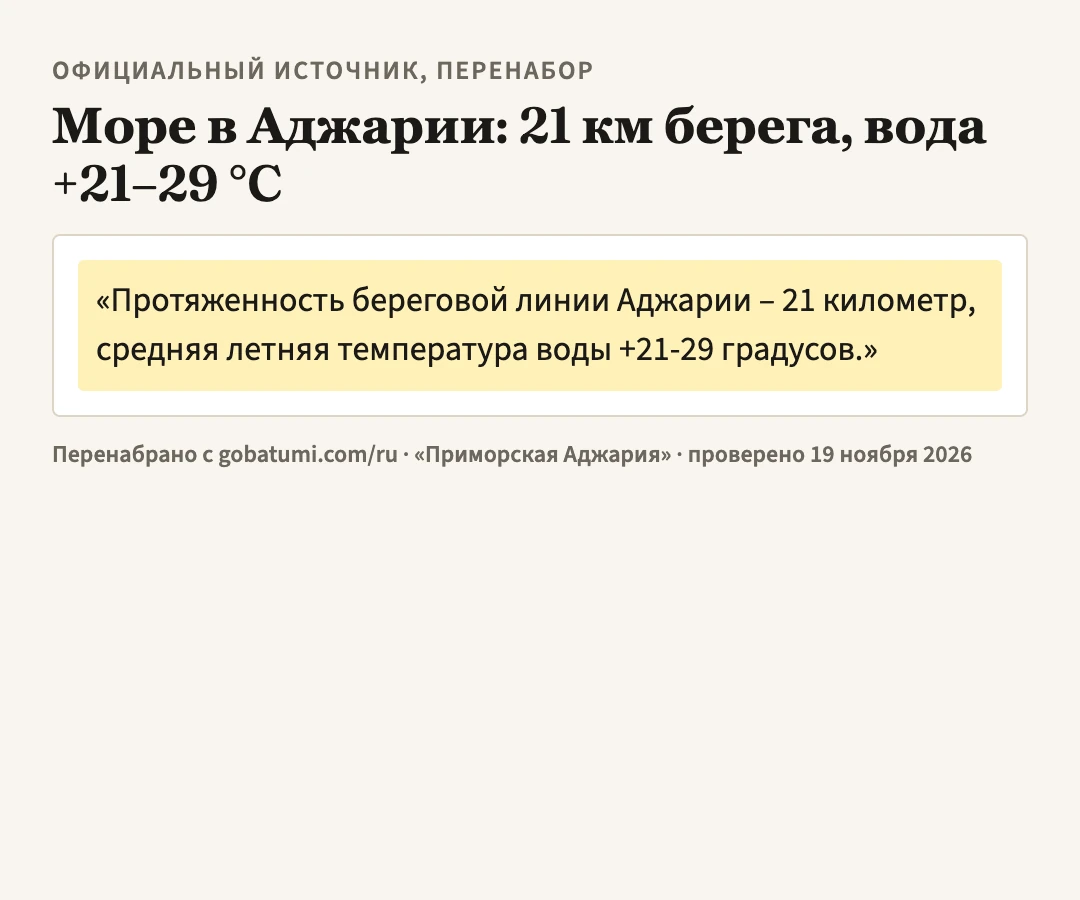 ОФИЦИАЛЬНЫЙ ИСТОЧНИК, ПЕРЕНАБОР
Море в Аджарии: 21 км берега, вода
+21–29 °C
«Протяженность береговой линии Аджарии – 21 километр,
средняя летняя температура воды +21-29 градусов.»
Перенабрано с gobatumi.com/ru · «Приморская Аджария» · проверено 19 ноября 2026